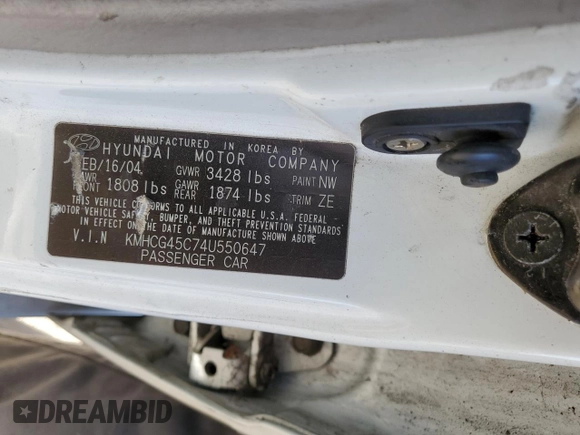 MANUFACTURED IN KOREA BY
HYUNDAI MOTOR COMPANY
EB/16/04 GVWR 3428 lbs PAINT NW
FRONT 1808 lbs GAWR REAR 1874 lbs TRIM ZE
THIS VEHICLE CONFORMS TO ALL APPLICABLE U.S.A. FEDERAL
MOTOR VEHICLE SAFETY, BUMPER, AND THEFT PREVENTION
STANDARDS IN EFFECT ON THE DATE OF MANUFACTURE SHOWN ABOVE
V.I.N KMHCG45C74U550647
PASSENGER CAR
DREAMBID